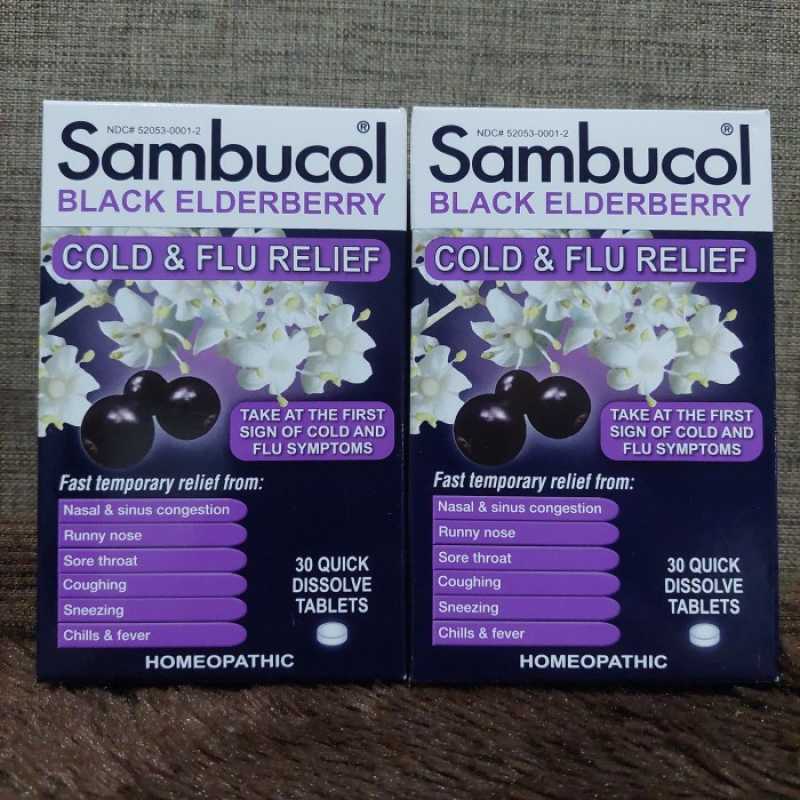 NDC# 52053-0001-2
Sambucol®
BLACK ELDERBERRY
COLD & FLU RELIEF
TAKE AT THE FIRST
SIGN OF COLD AND
FLU SYMPTOMS
Fast temporary relief from:
Nasal & sinus congestion
Runny nose
Sore throat
Coughing
Sneezing
Chills & fever
30 QUICK
DISSOLVE
TABLETS
HOMEOPATHIC
NDC# 52053-0001-2
Sambucol®
BLACK ELDERBERRY
COLD & FLU RELIEF
TAKE AT THE FIRST
SIGN OF COLD AND
FLU SYMPTOMS
Fast temporary relief from:
Nasal & sinus congestion
Runny nose
Sore throat
Coughing
Sneezing
Chills & fever
30 QUICK
DISSOLVE
TABLETS
HOMEOPATHIC